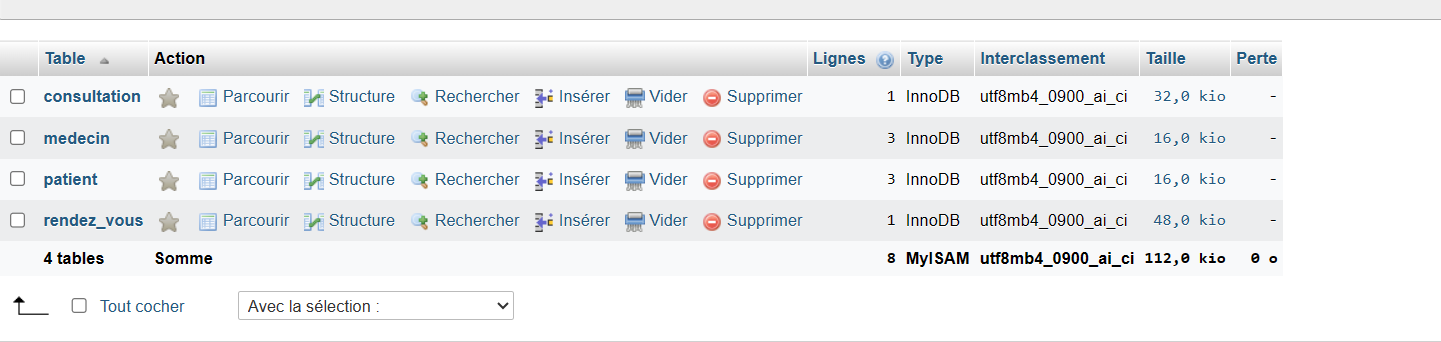 Table Action Lignes Type Interclassement Taille Perte
consultation Parcourir Structure Rechercher Insérer Vider Supprimer 1 InnoDB utf8mb4_0900_ai_ci 32,0 kio -
medecin Parcourir Structure Rechercher Insérer Vider Supprimer 3 InnoDB utf8mb4_0900_ai_ci 16,0 kio -
patient Parcourir Structure Rechercher Insérer Vider Supprimer 3 InnoDB utf8mb4_0900_ai_ci 16,0 kio -
rendez_vous Parcourir Structure Rechercher Insérer Vider Supprimer 1 InnoDB utf8mb4_0900_ai_ci 48,0 kio -
4 tables Somme 8 MyISAM utf8mb4_0900_ai_ci 112,0 kio 0 o
Tout cocher Avec la sélection :